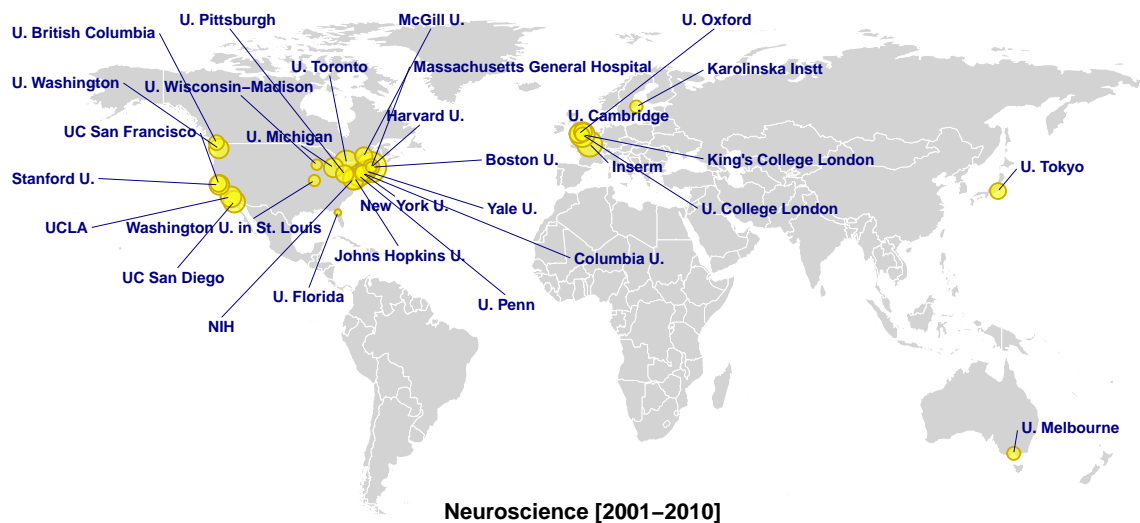 U. Pittsburgh
McGill U.
U. Oxford
U. British Columbia
U. Toronto
Massachusetts General Hospital
Karolinska Instt
U. Washington
U. Wisconsin–Madison
Harvard U.
U. Cambridge
UC San Francisco
U. Michigan
Boston U.
King's College London
Inserm
U. Tokyo
Stanford U.
New York U.
Yale U.
U. College London
UCLA
Washington U. in St. Louis
Johns Hopkins U.
Columbia U.
UC San Diego
U. Florida
U. Penn
NIH
U. Melbourne
Neuroscience [2001–2010]